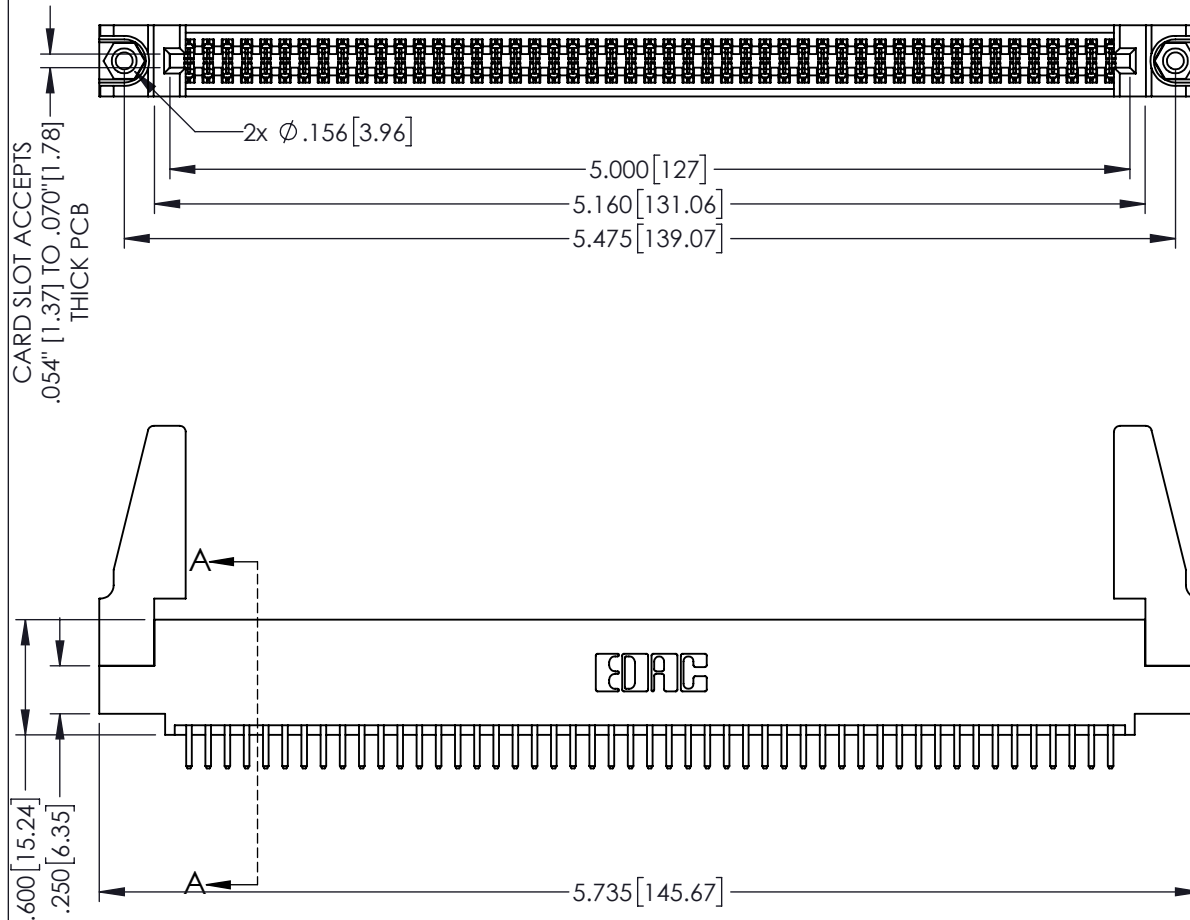 2x Ø .156[3.96]
5.000[127]
5.160[131.06]
5.475[139.07]
CARD SLOT ACCEPTS
.054" [1.37] TO .070"[1.78]
THICK PCB
A
EDAC
.600[15.24]
.250[6.35]
A
5.735[145.67]